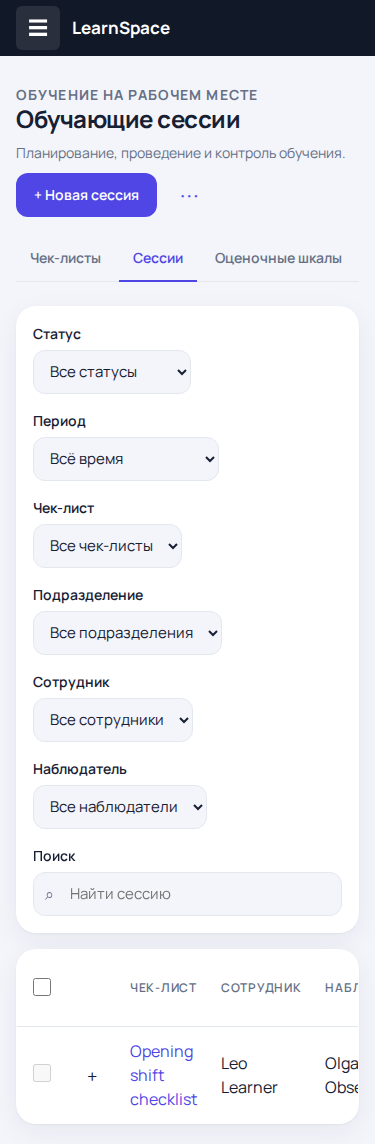 LearnSpace
ОБУЧЕНИЕ НА РАБОЧЕМ МЕСТЕ
Обучающие сессии
Планирование, проведение и контроль обучения.
+ Новая сессия
...
Чек-листы Сессии Оценочные шкалы
Статус
Все статусы
Период
Всё время
Чек-лист
Все чек-листы
Подразделение
Все подразделения
Сотрудник
Все сотрудники
Наблюдатель
Все наблюдатели
Поиск
Найти сессию
ЧЕК-ЛИСТ СОТРУДНИК НАБЛ
+ Opening shift checklist
Leo Learner
Olga Obse